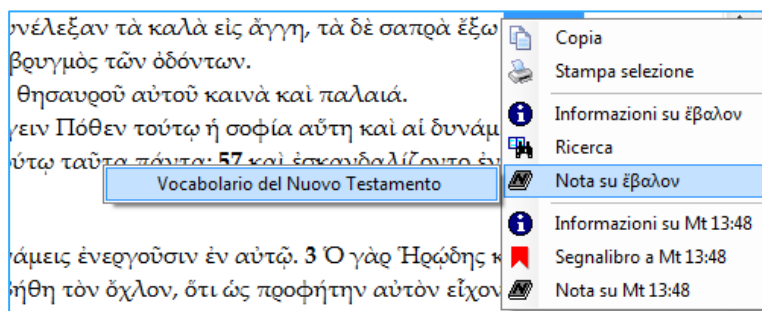 υνέλεξαν τὰ καλὰ εἰς ἄγγη, τὰ δὲ σαπρὰ ἔξω
βρυγμὸς τῶν ὀδόντων.
θησαυροῦ αὐτοῦ καινὰ καὶ παλαιά.
γειν Πόθεν τούτῳ ἡ σοφία αὕτη καὶ αἱ δυνάμ
ούτῳ ταῦτα πάντα; 57 καὶ ἐσκανδαλίζοντο ἐν
άμεις ἐνεργοῦσιν ἐν αὐτῷ. 3 Ὁ γὰρ Ἡρῴδης κ
ήθη τὸν ὄχλον, ὅτι ὡς προφήτην αὐτὸν εἶχον
Copia
Stampa selezione
Informazioni su ἔβαλον
Ricerca
Nota su ἔβαλον
Vocabolario del Nuovo Testamento
Informazioni su Mt 13:48
Segnalibro a Mt 13:48
Nota su Mt 13:48